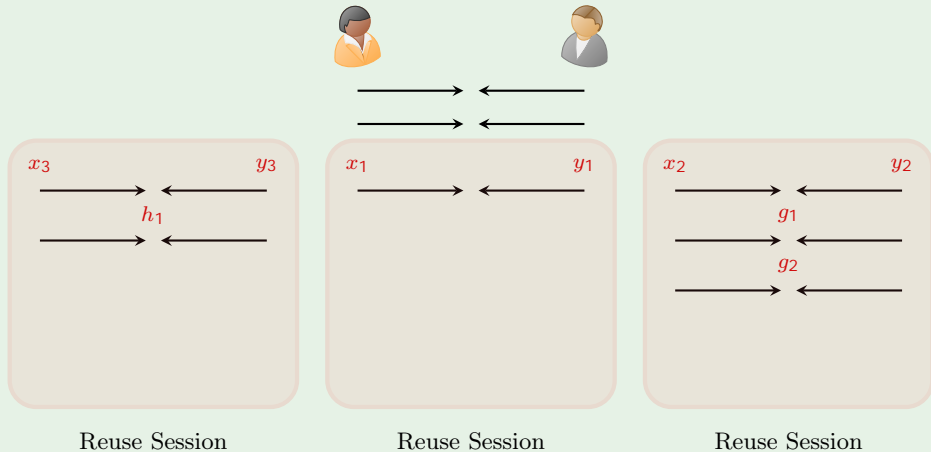 x₃ y₃ x₁ y₁ x₂ y₂
h₁ g₁
g₂
Reuse Session Reuse Session Reuse Session